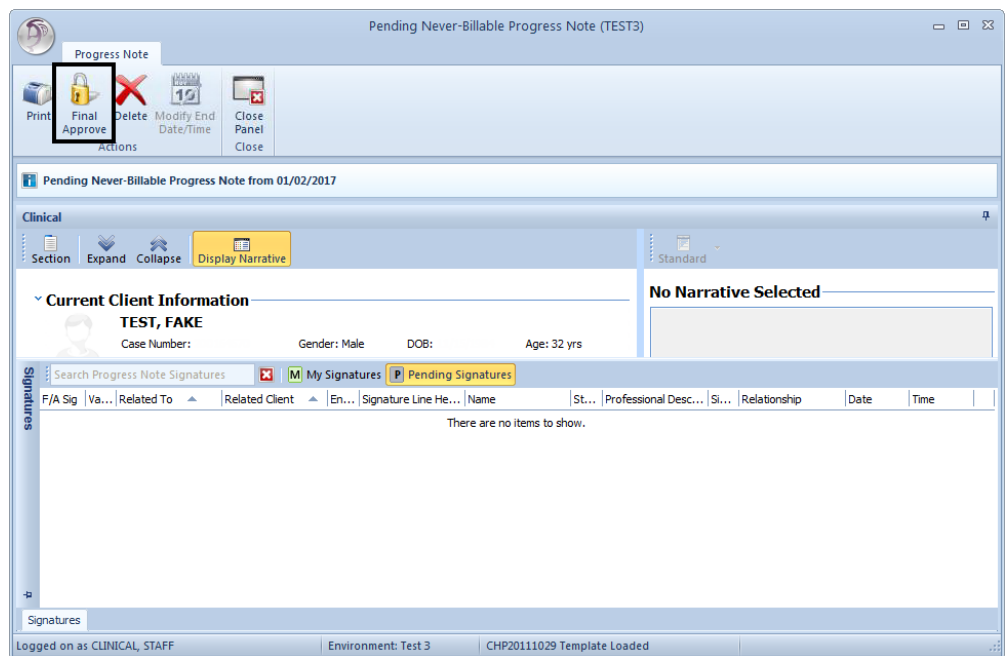 Pending Never-Billable Progress Note (TEST3)
Progress Note
Print
Final Approve
Delete
Modify End Date/Time
Close Panel
Actions
Close
Pending Never-Billable Progress Note from 01/02/2017
Clinical
Section Expand Collapse Display Narrative
Standard
Current Client Information
No Narrative Selected
TEST, FAKE
Case Number: Gender: Male DOB: Age: 32 yrs
Signatures
Search Progress Note Signatures M My Signatures P Pending Signatures
F/A Sig Va... Related To Related Client En... Signature Line He... Name St... Professional Desc... Si... Relationship Date Time
There are no items to show.
Signatures
Logged on as CLINICAL, STAFF Environment: Test 3 CHP20111029 Template Loaded